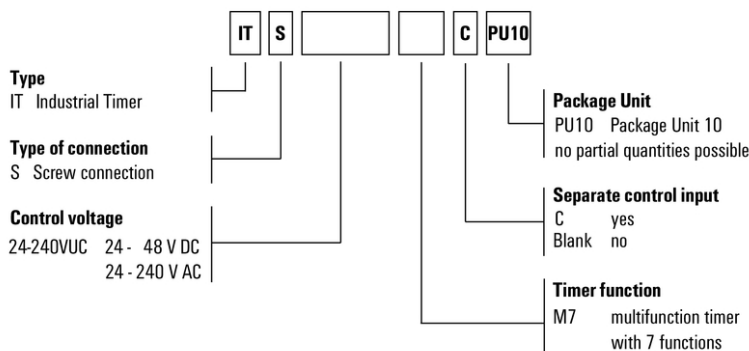 IT S C PU10
Type
IT Industrial Timer
Type of connection
S Screw connection
Control voltage
24-240VUC 24 - 48 V DC
24 - 240 V AC
Package Unit
PU10 Package Unit 10
no partial quantities possible
Separate control input
C yes
Blank no
Timer function
M7 multifunction timer
with 7 functions